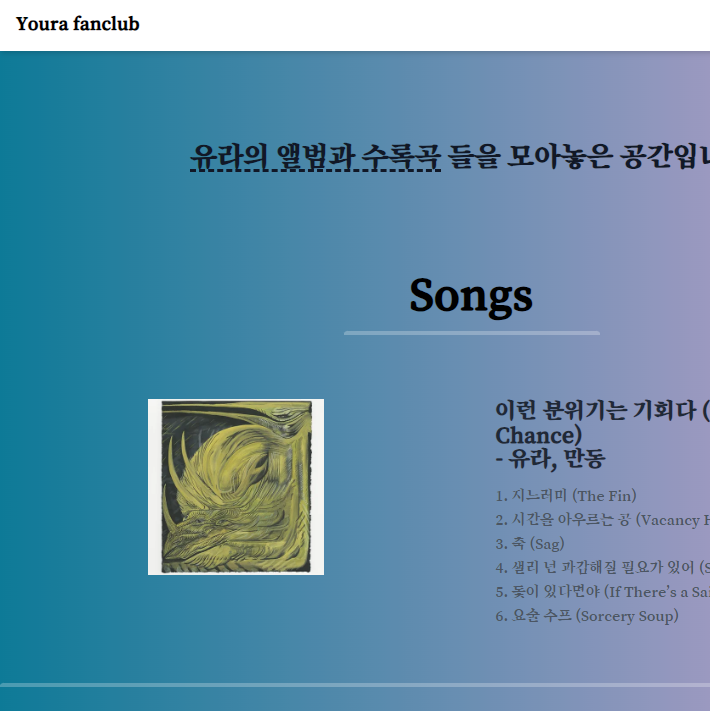 Youra fanclub
유라의 앨범과 수록곡 들을 모아놓은 공간입
Songs
이런 분위기는 기회다 (
Chance)
- 유라, 만동
1. 지느러미 (The Fin)
2. 시간을 아우르는 공 (Vacancy
3. 축 (Sag)
4. 셸리 넌 과감해질 필요가 있어 (S
5. 돛이 있다면야 (If There's a Sai
6. 요술 수프 (Sorcery Soup)